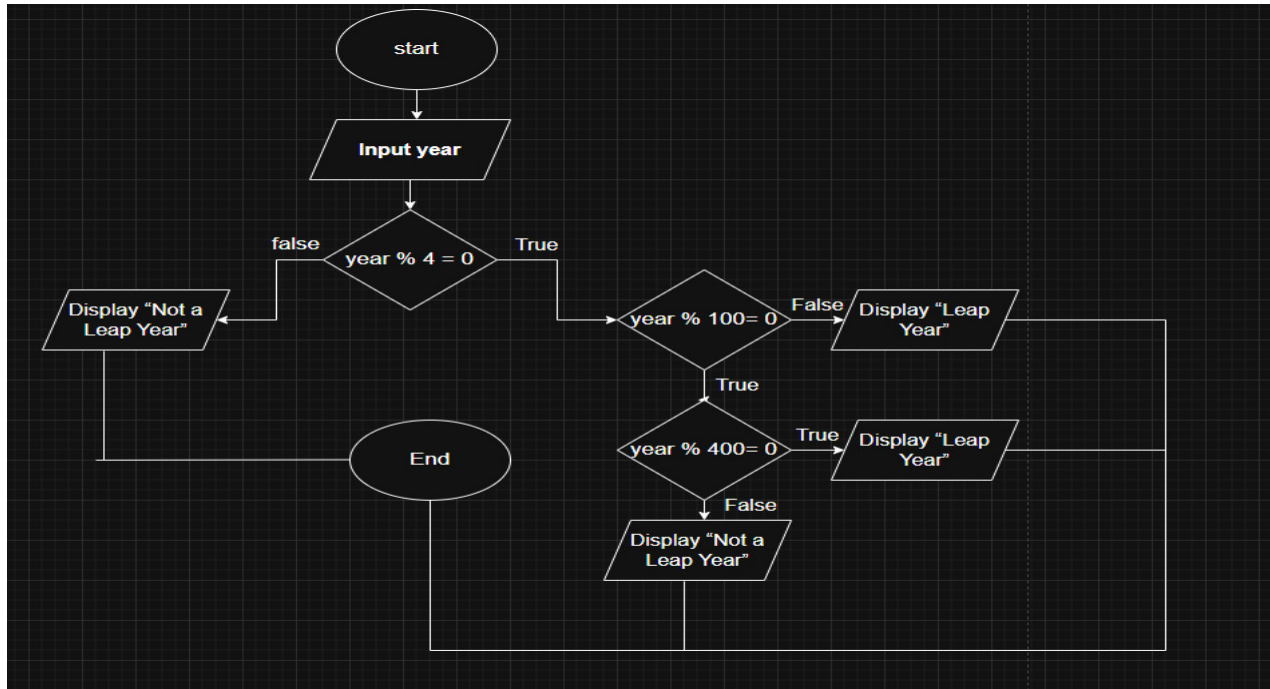 start
Input year
false
year % 4 = 0
True
Display “Not a
Leap Year”
year % 100= 0
False
Display “Leap
Year”
True
year % 400= 0
True
Display “Leap
Year”
End
False
Display “Not a
Leap Year”